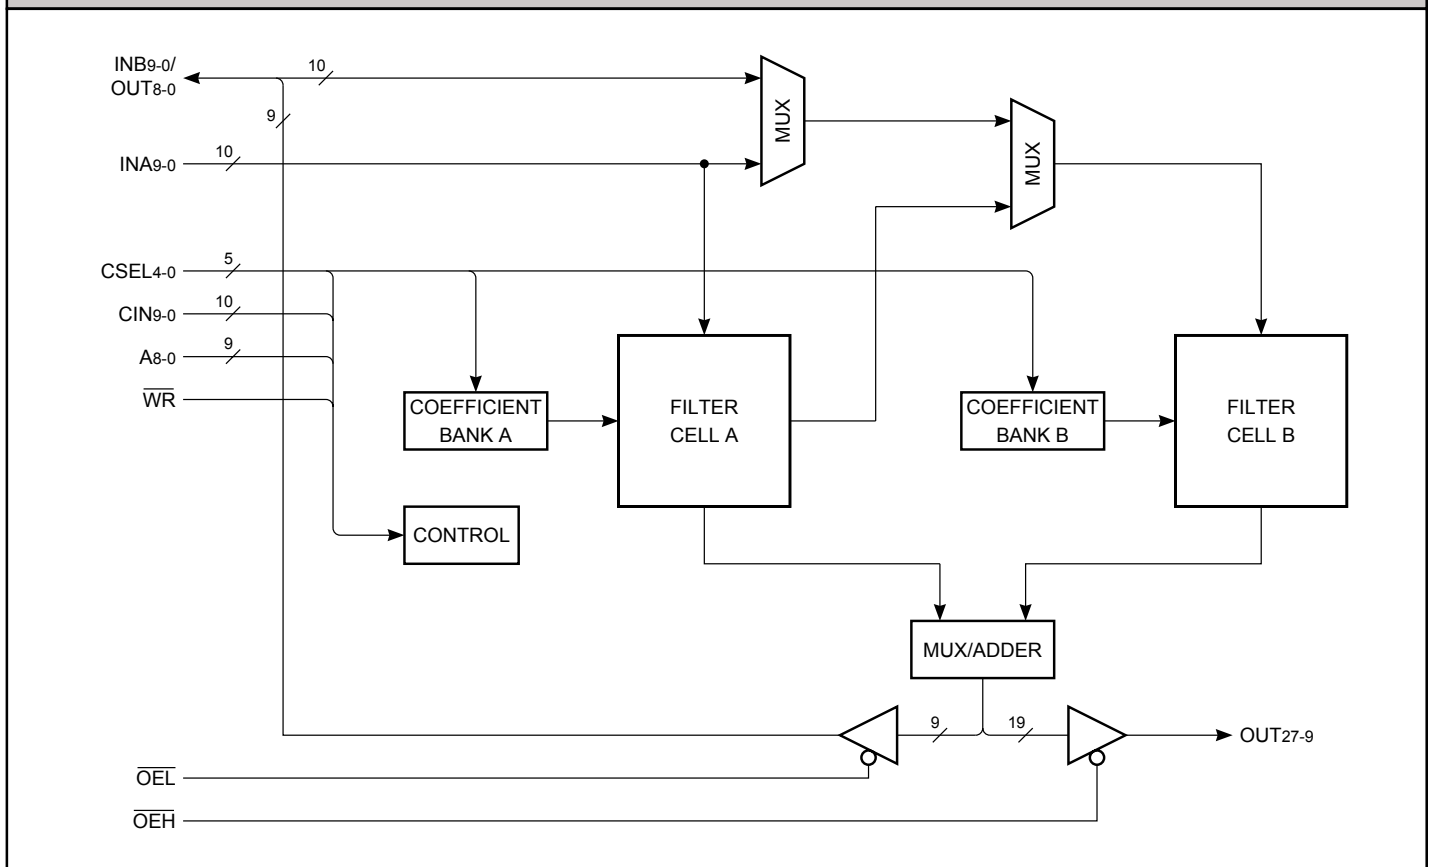 INB9-0/
OUT8-0
10
9
MUX
INA9-0
10
MUX
CSEL4-0
5
CIN9-0
10
A8-0
9
WR
COEFFICIENT
BANK A
FILTER
CELL A
COEFFICIENT
BANK B
FILTER
CELL B
CONTROL
MUX/ADDER
9
19
OUT27-9
OEL
OEH